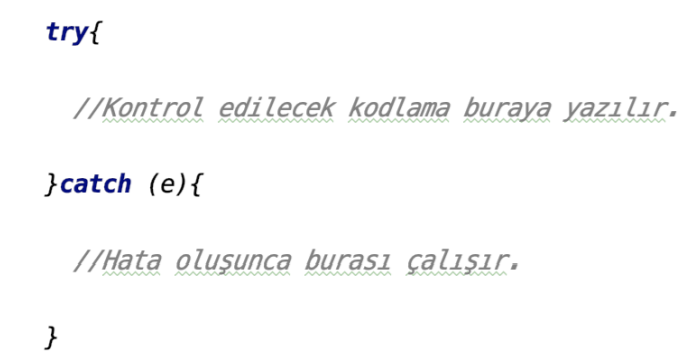 try{
//Kontrol edilecek kodlama buraya yazılır.
}catch (e){
//Hata oluşunca burası çalışır.
}